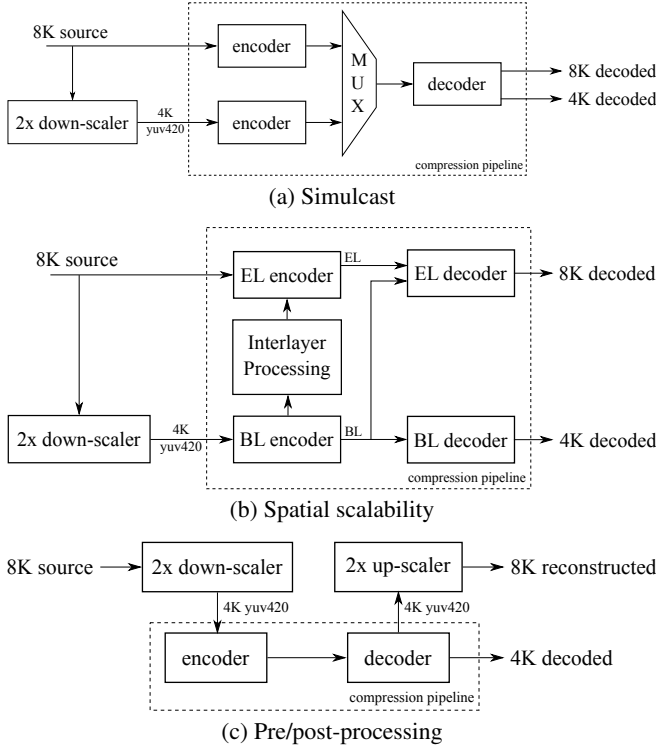 8K source
encoder
M
U
X
decoder
8K decoded
4K decoded
2x down-scaler
4K
yuv420
encoder
compression pipeline
(a) Simulcast
8K source
EL encoder
EL
EL decoder
8K decoded
Interlayer
Processing
2x down-scaler
4K
yuv420
BL encoder
BL
BL decoder
4K decoded
compression pipeline
(b) Spatial scalability
8K source
2x down-scaler
2x up-scaler
8K reconstructed
4K yuv420
4K yuv420
encoder
decoder
4K decoded
compression pipeline
(c) Pre/post-processing